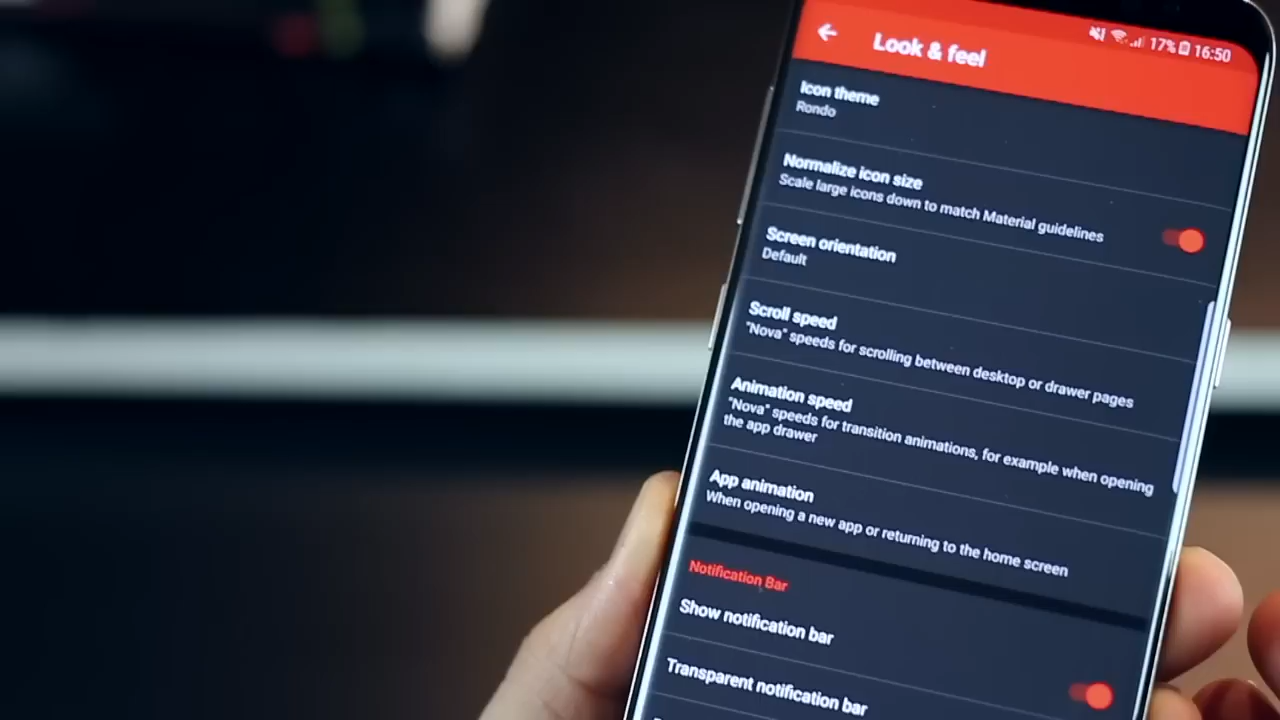 17% 16:50
Look & feel
Icon theme
Rondo
Normalize icon size
Scale large icons down to match Material guidelines
Screen orientation
Default
Scroll speed
"Nova" speeds for scrolling between desktop or drawer pages
Animation speed
"Nova" speeds for transition animations, for example when opening
the app drawer
App animation
When opening a new app or returning to the home screen
Notification Bar
Show notification bar
Transparent notification bar